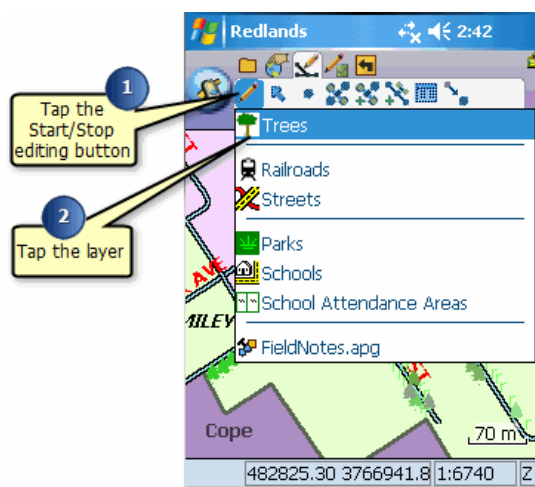 Redlands 2:42
1
Tap the
Start/Stop
editing button
2
Tap the layer
Trees
Railroads
Streets
Parks
Schools
School Attendance Areas
FieldNotes.apg
AVE
MILEY
Cope
70 m
482825.30 3766941.8 1:6740 Z